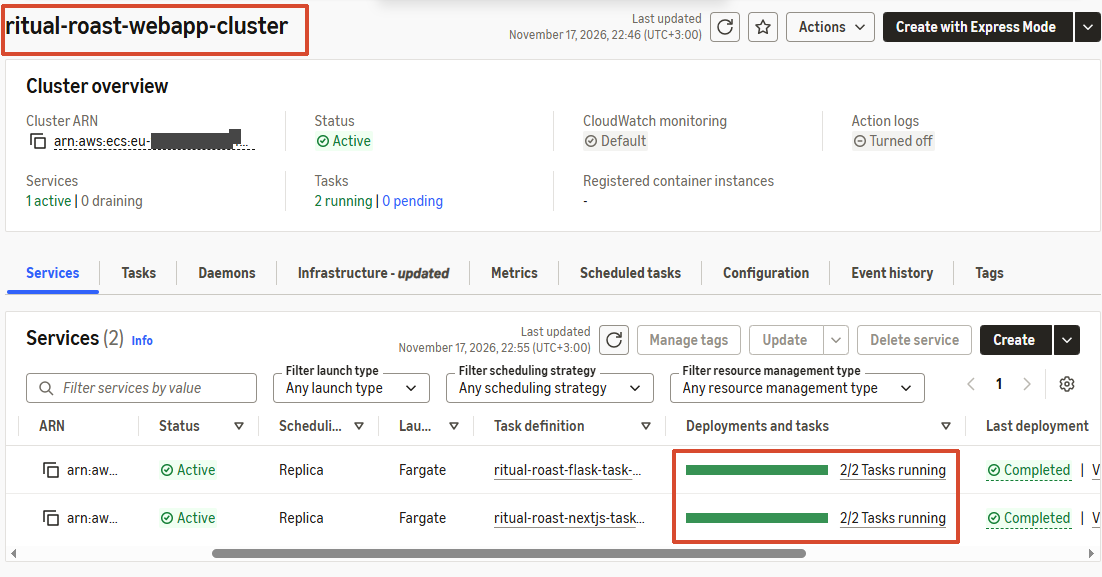 ritual-roast-webapp-cluster
Last updated
November 17, 2026, 22:46 (UTC+3:00)
Actions
Create with Express Mode
Cluster overview
Cluster ARN
arn:aws:ecs:eu- ...
Status
Active
CloudWatch monitoring
Default
Action logs
Turned off
Services
1 active | 0 draining
Tasks
2 running | 0 pending
Registered container instances
-
Services Tasks Daemons Infrastructure - updated Metrics Scheduled tasks Configuration Event history Tags
Services (2) Info
Last updated
November 17, 2026, 22:55 (UTC+3:00)
Manage tags Update Delete service Create
Filter services by value
Filter launch type
Any launch type
Filter scheduling strategy
Any scheduling strategy
Filter resource management type
Any resource management type
1
ARN Status Scheduli... Lau... Task definition Deployments and tasks Last deployment
arn:aw... Active Replica Fargate ritual-roast-flask-task-... 2/2 Tasks running Completed | V
arn:aw... Active Replica Fargate ritual-roast-nextjs-task... 2/2 Tasks running Completed | V